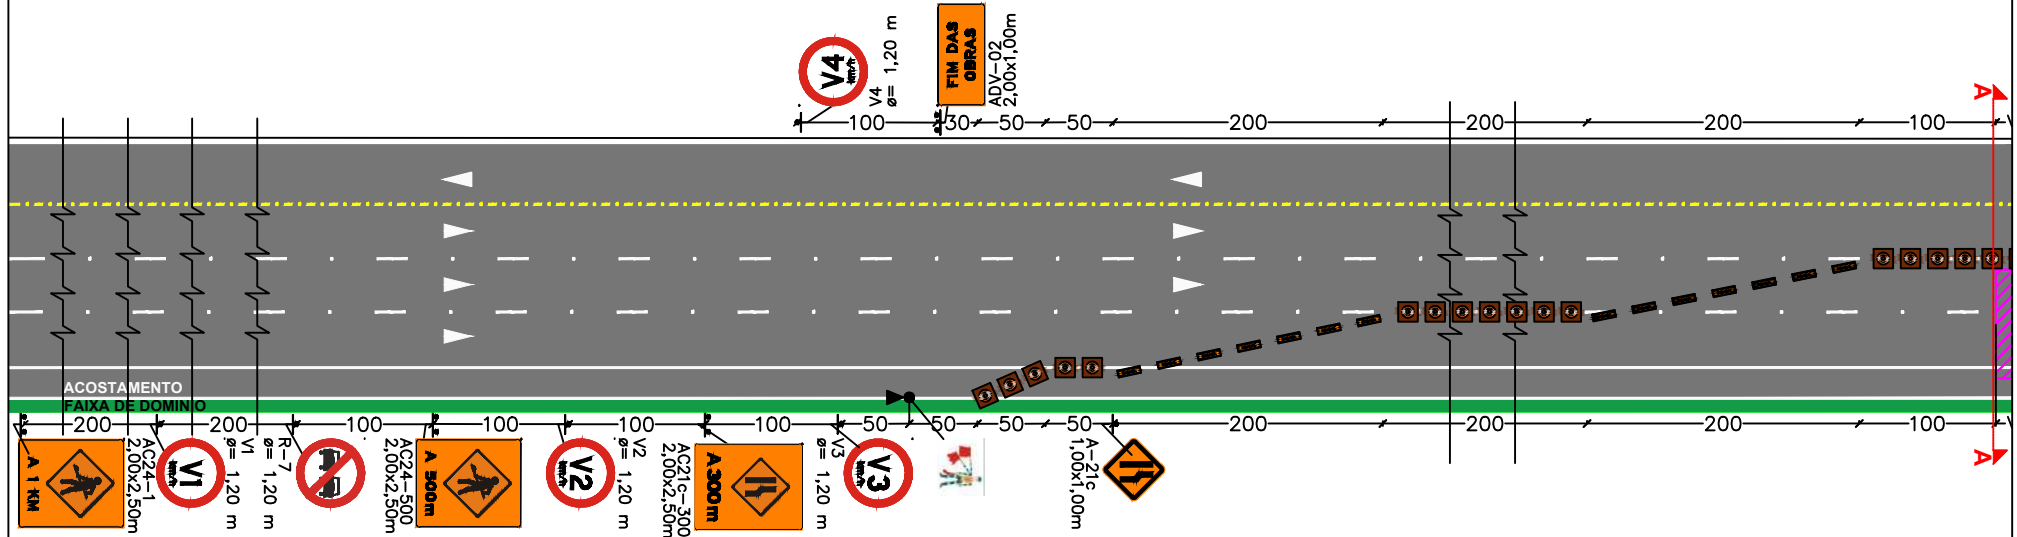 V4
km/h
V4
ø= 1,20 m
FIM DAS
OBRAS
ADV-02
2,00x1,00m
A
100
30
50
50
200
200
200
100
ACOSTAMENTO
FAIXA DE DOMINIO
200
200
100
100
100
100
50
50
50
50
200
200
200
100
A 1 KM
AC24-1
2,00x2,50m
V1
km/h
V1
ø= 1,20 m
R-7
ø= 1,20 m
AC24-500
2,00x2,50m
A 500m
V2
km/h
V2
ø= 1,20 m
AC21c-300
2,00x2,50m
A 300m
V3
ø= 1,20 m
V3
km/h
A-21c
1,00x1,00m
A